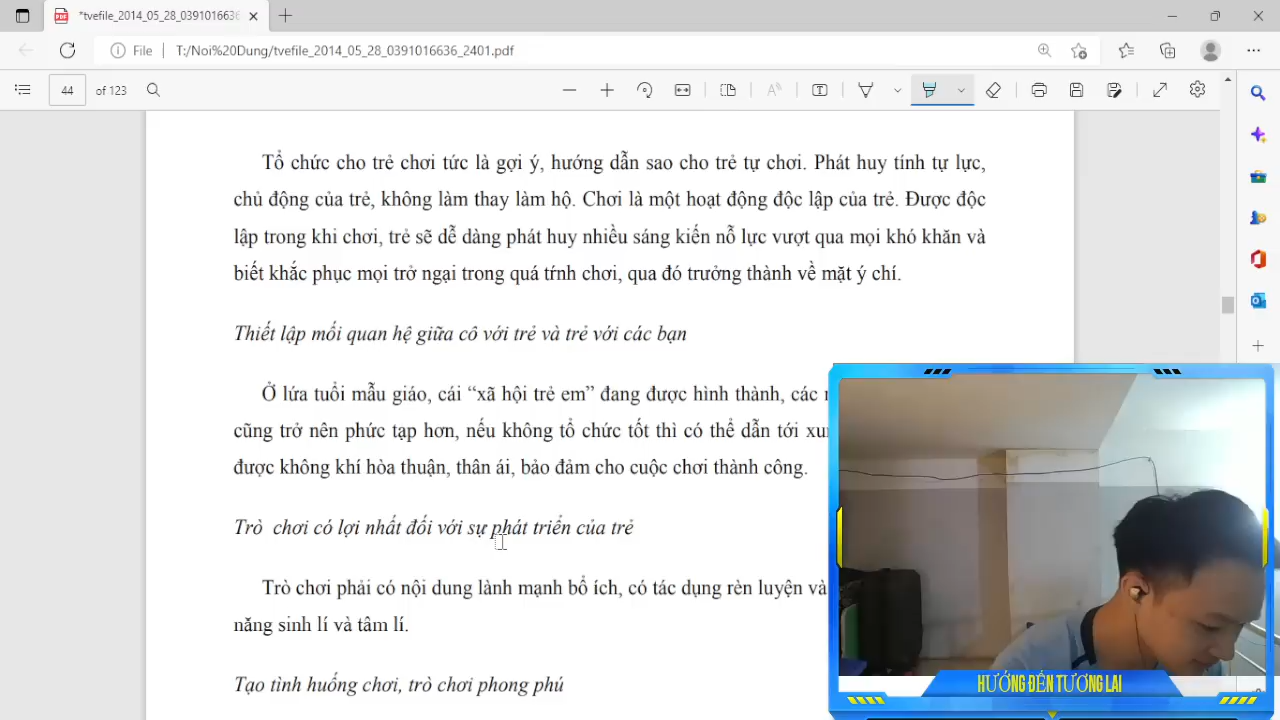 *tvefile_2014_05_28_0391016636
File
T:/Noi%20Dung/tvefile_2014_05_28_0391016636_2401.pdf
44 of 123
Tổ chức cho trẻ chơi tức là gợi ý, hướng dẫn sao cho trẻ tự chơi. Phát huy tính tự lực,
chủ động của trẻ, không làm thay làm hộ. Chơi là một hoạt động độc lập của trẻ. Được độc
lập trong khi chơi, trẻ sẽ dễ dàng phát huy nhiều sáng kiến nỗ lực vượt qua mọi khó khăn và
biết khắc phục mọi trở ngại trong quá tŕnh chơi, qua đó trưởng thành về mặt ý chí.
Thiết lập mối quan hệ giữa cô với trẻ và trẻ với các bạn
Ở lứa tuổi mẫu giáo, cái “xã hội trẻ em” đang được hình thành, các
cũng trở nên phức tạp hơn, nếu không tổ chức tốt thì có thể dẫn tới
được không khí hòa thuận, thân ái, bảo đảm cho cuộc chơi thành công.
Trò chơi có lợi nhất đối với sự phát triển của trẻ
Trò chơi phải có nội dung lành mạnh bổ ích, có tác dụng rèn luyện và
năng sinh lí và tâm lí.
Tạo tình huống chơi, trò chơi phong phú
HƯỚNG ĐẾN TƯƠNG LAI